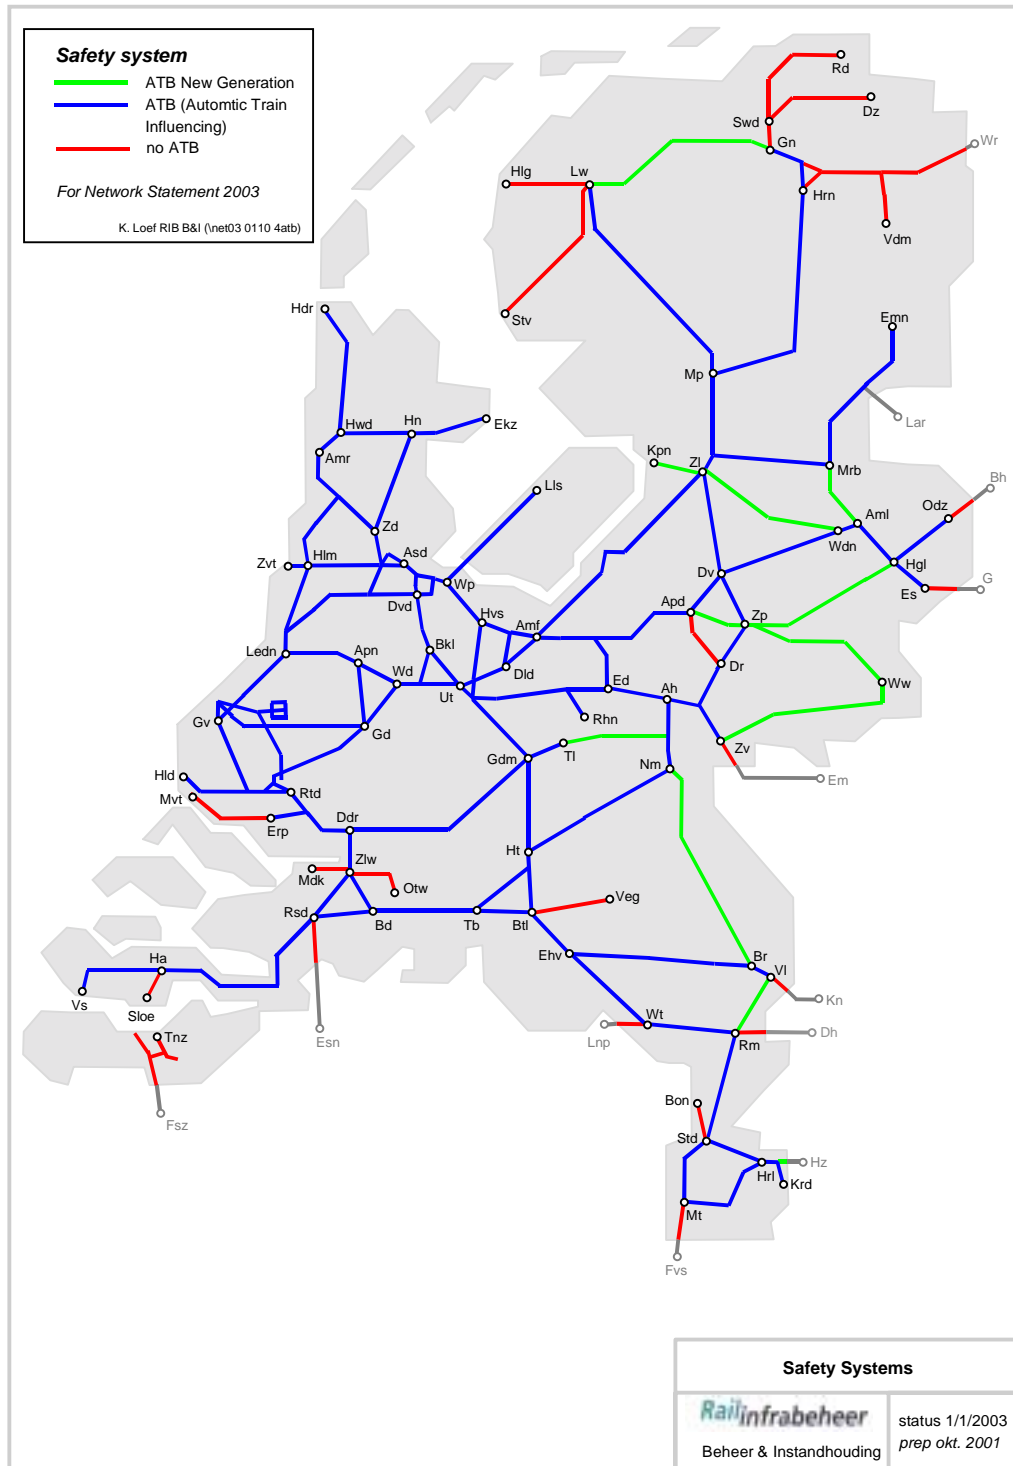 Safety system
ATB New Generation
ATB (Automtic Train
Influencing)
no ATB
For Network Statement 2003
K. Loef RIB B&I (\net03 0110 4atb)
Rd
Dz
Swd
Gn
Wr
Hlg
Lw
Hrn
Vdm
Hdr
Stv
Emn
Mp
Hwd
Hn
Ekz
Lar
Amr
Kpn
Zl
Mrb
Lls
Bh
Odz
Aml
Zd
Wdn
Asd
Zvt
Hlm
Wp
Dv
Hgl
G
Es
Dvd
Hvs
Amf
Apd
Zp
Bkl
Ledn
Apn
Wd
Dld
Dr
Ut
Ed
Ah
Ww
Rhn
Gv
Gd
Zv
Tl
Gdm
Nm
Em
Hld
Mvt
Rtd
Erp
Ddr
Ht
Zlw
Mdk
Otw
Veg
Rsd
Bd
Tb
Btl
Ehv
Br
Ha
Vl
Vs
Sloe
Kn
Wt
Tnz
Esn
Lnp
Rm
Dh
Bon
Fsz
Std
Hrl
Hz
Krd
Mt
Fvs
Safety Systems
Railinfrabeheer
status 1/1/2003
Beheer & Instandhouding
prep okt. 2001